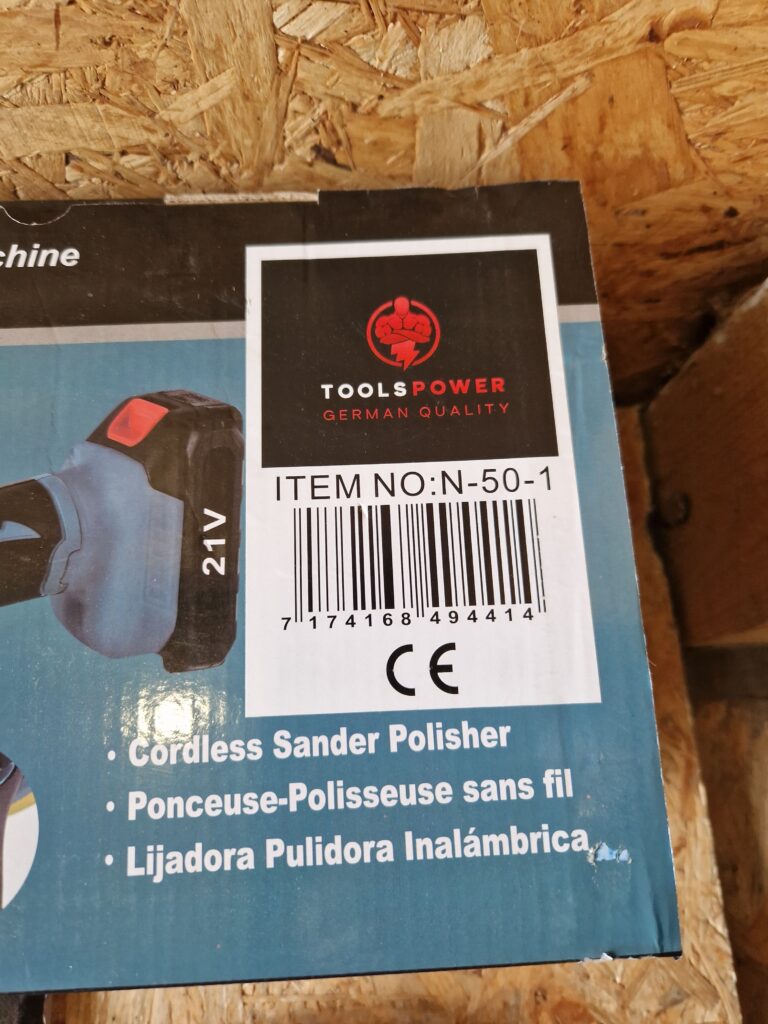 chine
TOOLSPOWER
GERMAN QUALITY
ITEM NO:N-50-1
21V
7 174168 494414
CE
· Cordless Sander Polisher
· Ponceuse-Polisseuse sans fil
· Lijadora Pulidora Inalámbrica